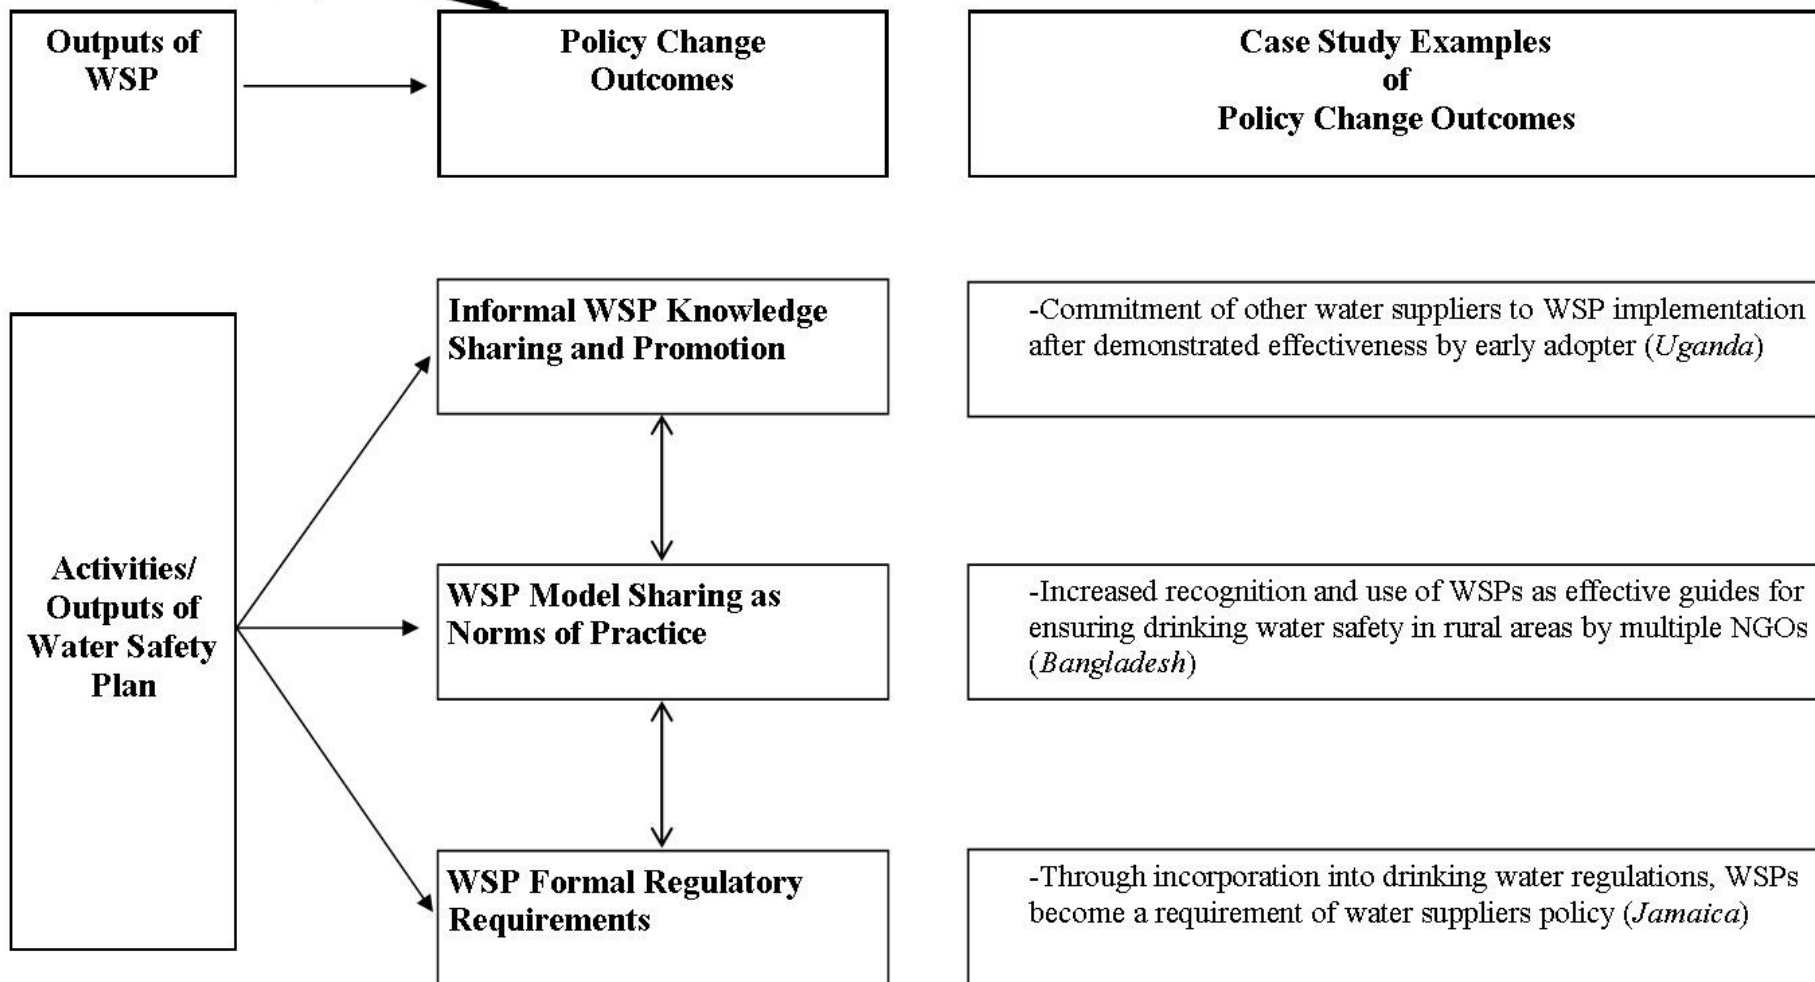 Outputs of
WSP
Policy Change
Outcomes
Case Study Examples
of
Policy Change Outcomes
Activities/
Outputs of
Water Safety
Plan
Informal WSP Knowledge
Sharing and Promotion
-Commitment of other water suppliers to WSP implementation
after demonstrated effectiveness by early adopter (Uganda)
WSP Model Sharing as
Norms of Practice
-Increased recognition and use of WSPs as effective guides for
ensuring drinking water safety in rural areas by multiple NGOs
(Bangladesh)
WSP Formal Regulatory
Requirements
-Through incorporation into drinking water regulations, WSPs
become a requirement of water suppliers policy (Jamaica)